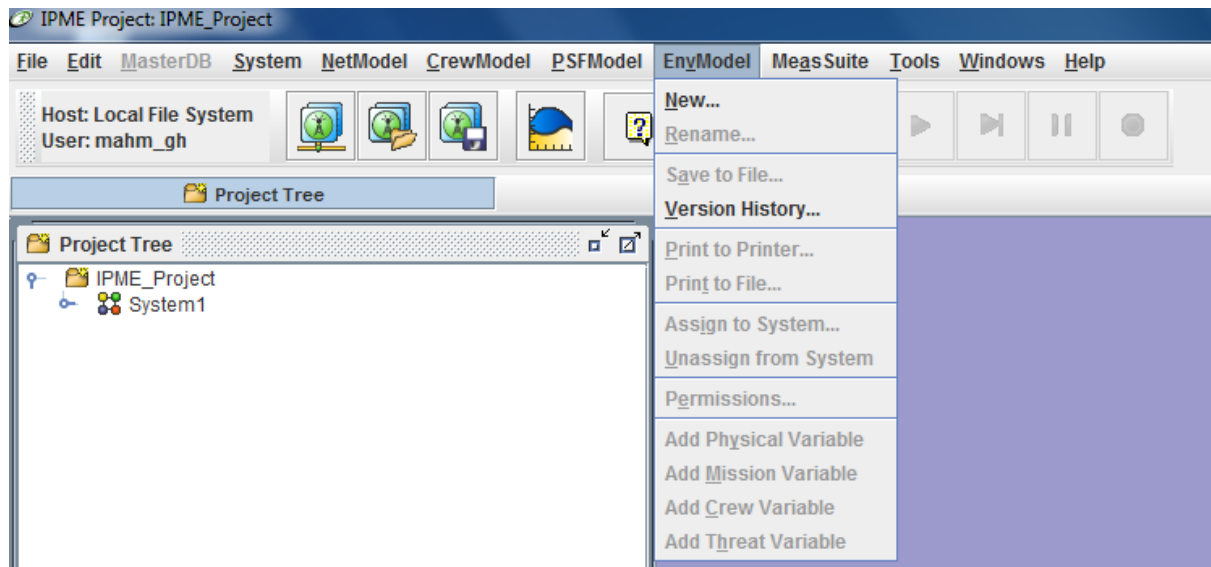 IPME Project: IPME_Project
File Edit MasterDB System NetModel CrewModel PSFModel EnvModel MeasSuite Tools Windows Help
Host: Local File System
User: mahm_gh
New...
Rename...
Save to File...
Version History...
Print to Printer...
Print to File...
Assign to System...
Unassign from System
Permissions...
Add Physical Variable
Add Mission Variable
Add Crew Variable
Add Threat Variable
Project Tree
Project Tree
IPME_Project
System1